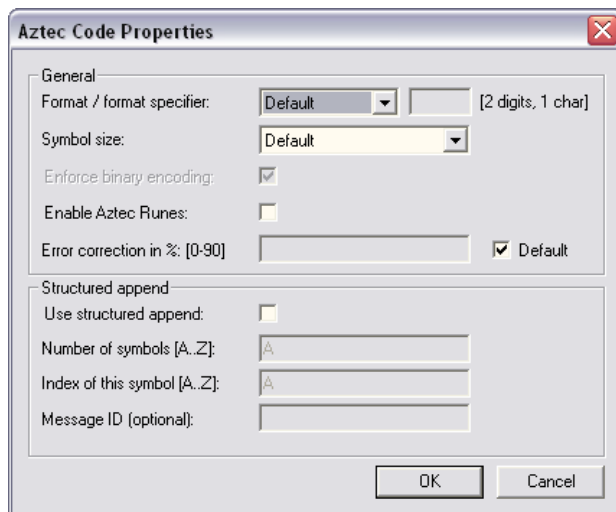 Aztec Code Properties
General
Format / format specifier: Default [2 digits, 1 char]
Symbol size: Default
Enforce binary encoding:
Enable Aztec Runes:
Error correction in %: [0-90] Default
Structured append
Use structured append:
Number of symbols [A..Z]: A
Index of this symbol [A..Z]: A
Message ID (optional):
OK Cancel